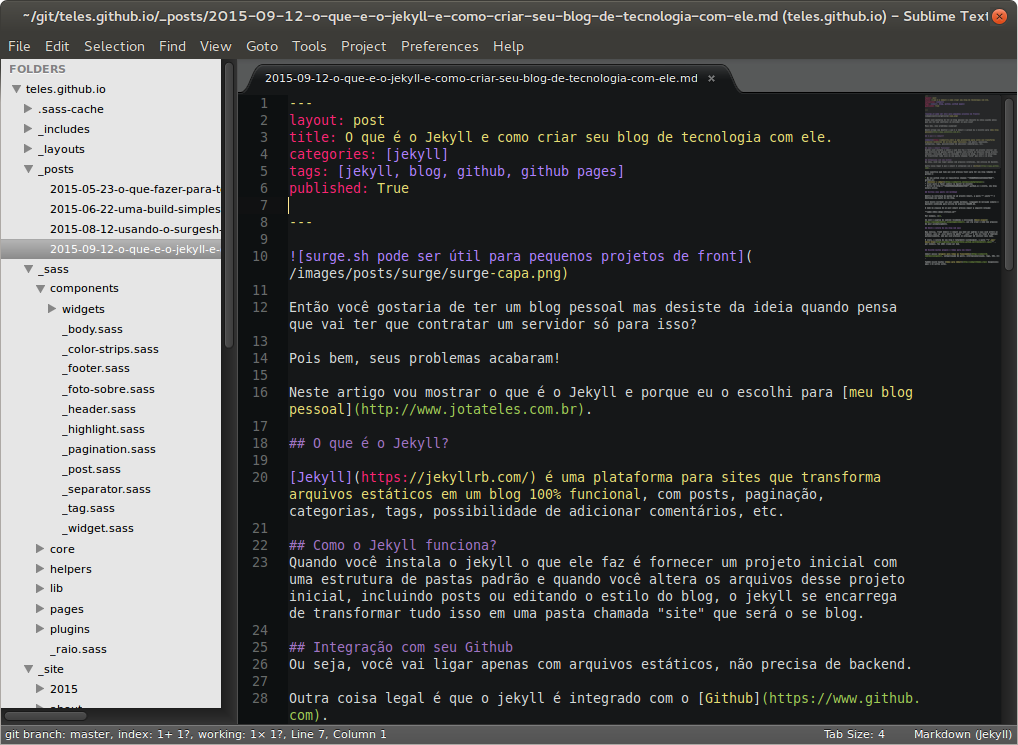 ~/git/teles.github.io/_posts/2015-09-12-o-que-e-o-jekyll-e-como-criar-seu-blog-de-tecnologia-com-ele.md (teles.github.io) – Sublime Text
File Edit Selection Find View Goto Tools Project Preferences Help
FOLDERS
teles.github.io
.sass-cache
_includes
_layouts
_posts
2015-05-23-o-que-fazer-para-t
2015-06-22-uma-build-simples
2015-08-12-usando-o-surgesh-
2015-09-12-o-que-e-o-jekyll-e-
_sass
components
widgets
_body.sass
_color-strips.sass
_footer.sass
_foto-sobre.sass
_header.sass
_highlight.sass
_pagination.sass
_post.sass
_separator.sass
_tag.sass
_widget.sass
core
helpers
lib
pages
plugins
_raio.sass
_site
2015
about
2015-09-12-o-que-e-o-jekyll-e-como-criar-seu-blog-de-tecnologia-com-ele.md ×
1 ---
2 layout: post
3 title: O que é o Jekyll e como criar seu blog de tecnologia com ele.
4 categories: [jekyll]
5 tags: [jekyll, blog, github, github pages]
6 published: True
7
8 ---
9
10 ![surge.sh pode ser útil para pequenos projetos de front](
/images/posts/surge/surge-capa.png)
11
12 Então você gostaria de ter um blog pessoal mas desiste da ideia quando pensa
que vai ter que contratar um servidor só para isso?
13
14 Pois bem, seus problemas acabaram!
15
16 Neste artigo vou mostrar o que é o Jekyll e porque eu o escolhi para [meu blog
pessoal](http://www.jotateles.com.br).
17
18 ## O que é o Jekyll?
19
20 [Jekyll](https://jekyllrb.com/) é uma plataforma para sites que transforma
arquivos estáticos em um blog 100% funcional, com posts, paginação,
categorias, tags, possibilidade de adicionar comentários, etc.
21
22 ## Como o Jekyll funciona?
23 Quando você instala o jekyll o que ele faz é fornecer um projeto inicial com
uma estrutura de pastas padrão e quando você altera os arquivos desse projeto
inicial, incluindo posts ou editando o estilo do blog, o jekyll se encarrega
de transformar tudo isso em uma pasta chamada "site" que será o se blog.
24
25 ## Integração com seu Github
26 Ou seja, você vai ligar apenas com arquivos estáticos, não precisa de backend.
27
28 Outra coisa legal é que o jekyll é integrado com o [Github](https://www.github.
com).
git branch: master, index: 1+ 1?, working: 1× 1?, Line 7, Column 1
Tab Size: 4
Markdown (Jekyll)